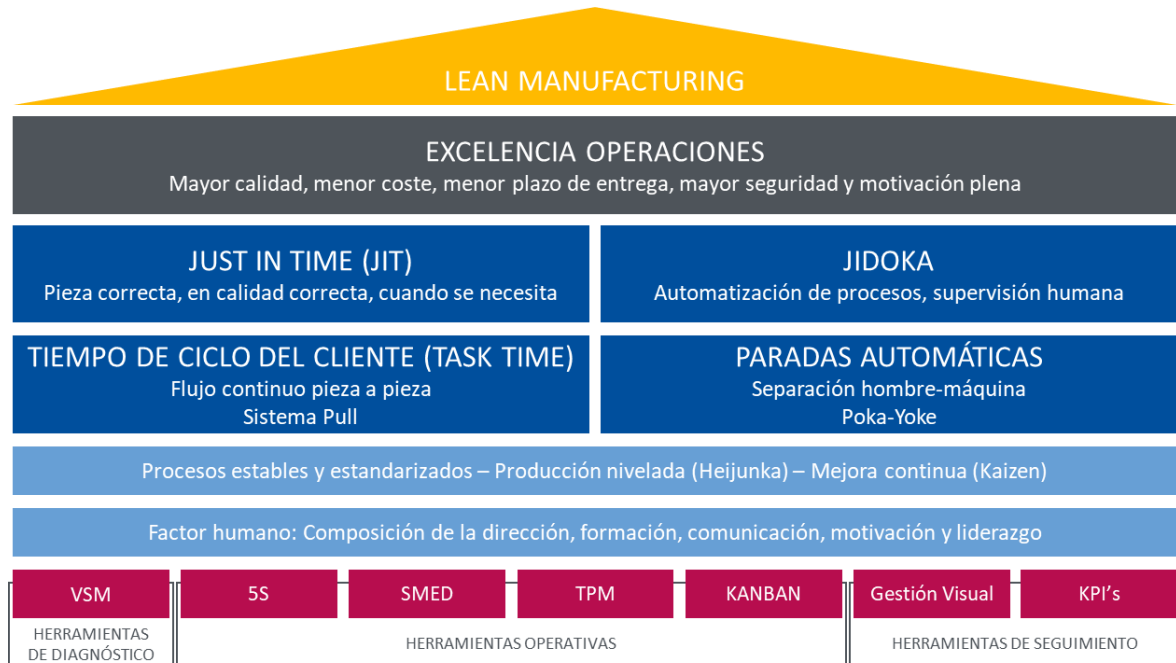 LEAN MANUFACTURING
EXCELENCIA OPERACIONES
Mayor calidad, menor coste, menor plazo de entrega, mayor seguridad y motivación plena
JUST IN TIME (JIT)
Pieza correcta, en calidad correcta, cuando se necesita
JIDOKA
Automatización de procesos, supervisión humana
TIEMPO DE CICLO DEL CLIENTE (TASK TIME)
Flujo continuo pieza a pieza
Sistema Pull
PARADAS AUTOMÁTICAS
Separación hombre-máquina
Poka-Yoke
Procesos estables y estandarizados – Producción nivelada (Heijunka) – Mejora continua (Kaizen)
Factor humano: Composición de la dirección, formación, comunicación, motivación y liderazgo
VSM
5S
SMED
TPM
KANBAN
Gestión Visual
KPI's
HERRAMIENTAS
DE DIAGNÓSTICO
HERRAMIENTAS OPERATIVAS
HERRAMIENTAS DE SEGUIMIENTO